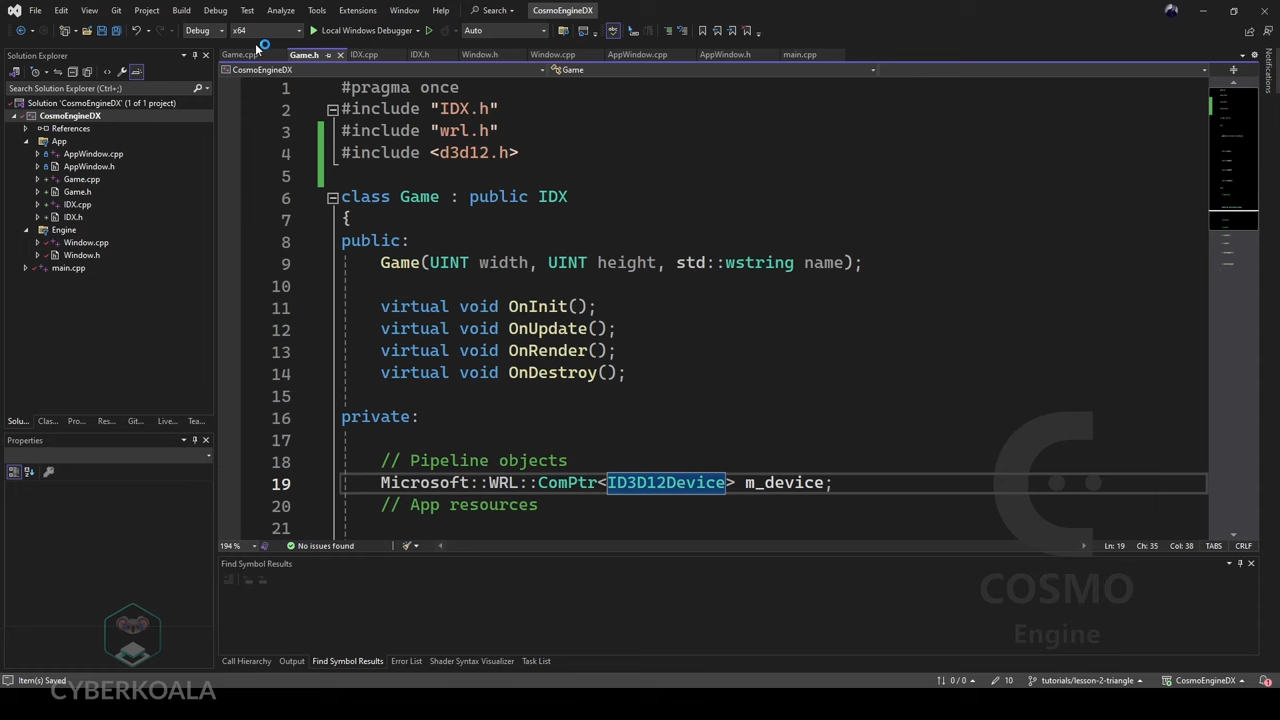 File Edit View Git Project Build Debug Test Analyze Tools Extensions Window Help Search CosmoEngineDX
Debug x64 Local Windows Debugger Auto
Solution Explorer
Game.cpp Game.h IDX.cpp IDX.h Window.h Window.cpp AppWindow.cpp AppWindow.h main.cpp
CosmoEngineDX Game
Notifications
Search Solution Explorer (Ctrl+;)
Solution 'CosmoEngineDX' (1 of 1 project)
CosmoEngineDX
References
App
AppWindow.cpp
AppWindow.h
Game.cpp
Game.h
IDX.cpp
IDX.h
Engine
Window.cpp
Window.h
main.cpp
Solu... Clas... Pro... Res... Git... Live... Tea...
Properties
1 #pragma once
2 #include "IDX.h"
3 #include "wrl.h"
4 #include <d3d12.h>
5
6 class Game : public IDX
7 {
8 public:
9 Game(UINT width, UINT height, std::wstring name);
10
11 virtual void OnInit();
12 virtual void OnUpdate();
13 virtual void OnRender();
14 virtual void OnDestroy();
15
16 private:
17
18 // Pipeline objects
19 Microsoft::WRL::ComPtr<ID3D12Device> m_device;
20 // App resources
21
194 % No issues found Ln: 19 Ch: 35 Col: 38 TABS CRLF
Find Symbol Results
COSMO
Engine
Call Hierarchy Output Find Symbol Results Error List Shader Syntax Visualizer Task List
Item(s) Saved 0 / 0 10 tutorials/lesson-2-triangle CosmoEngineDX 1
CYBERKOALA